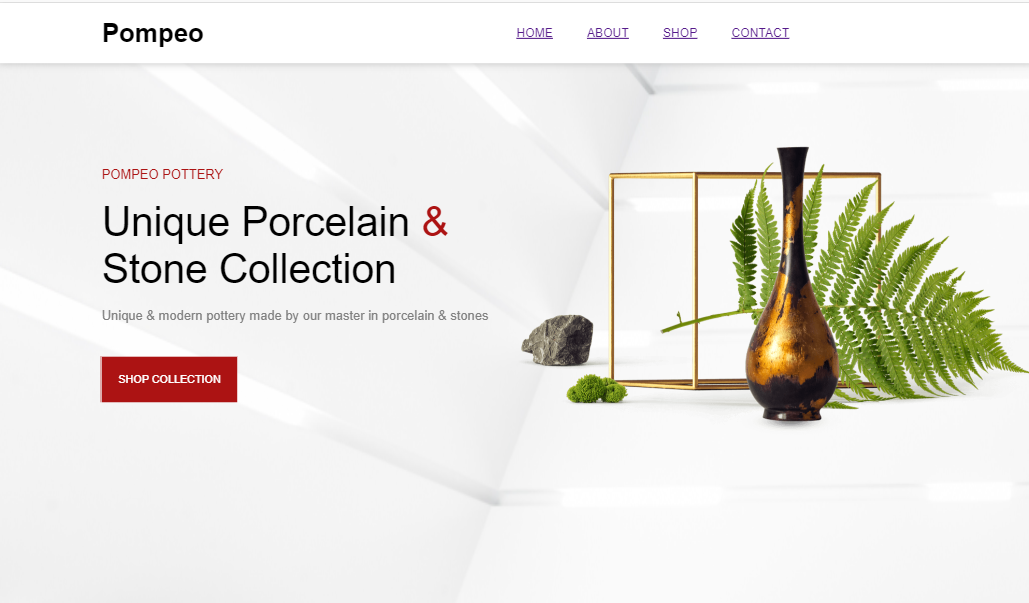 Pompeo
HOME ABOUT SHOP CONTACT
POMPEO POTTERY
Unique Porcelain &
Stone Collection
Unique & modern pottery made by our master in porcelain & stones
SHOP COLLECTION